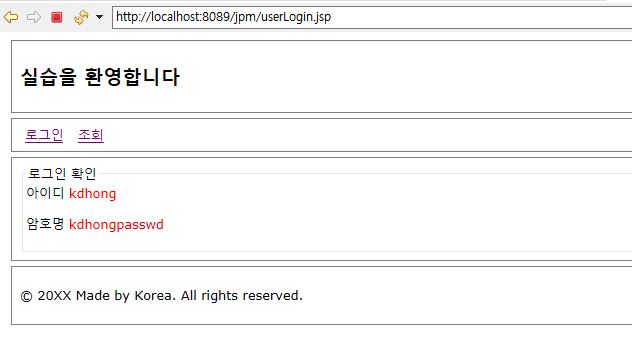 http://localhost:8089/jpm/userLogin.jsp
실습을 환영합니다
로그인 조회
로그인 확인
아이디 kdhong
암호명 kdhongpasswd
© 20XX Made by Korea. All rights reserved.